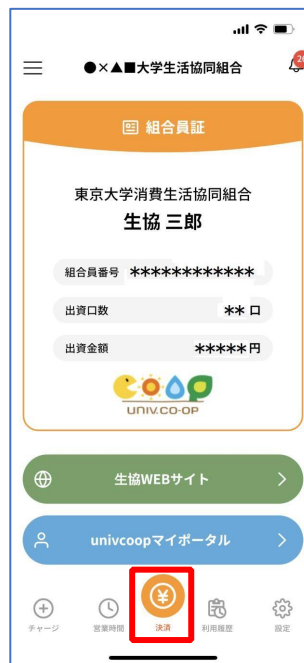 ●×▲■大学生活協同組合
組合員証
東京大学消費生活協同組合
生協 三郎
組合員番号 ************
出資口数 ** 口
出資金額 *****円
UNIV.CO-OP
生協WEBサイト
univcoopマイポータル
チャージ
営業時間
決済
利用履歴
設定